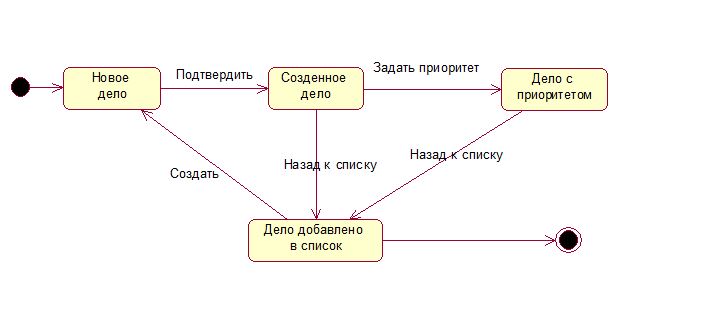 Новое
дело
Подтвердить
Созденное
дело
Задать приоритет
Дело с
приоритетом
Создать
Назад к списку
Назад к списку
Дело добавлено
в список